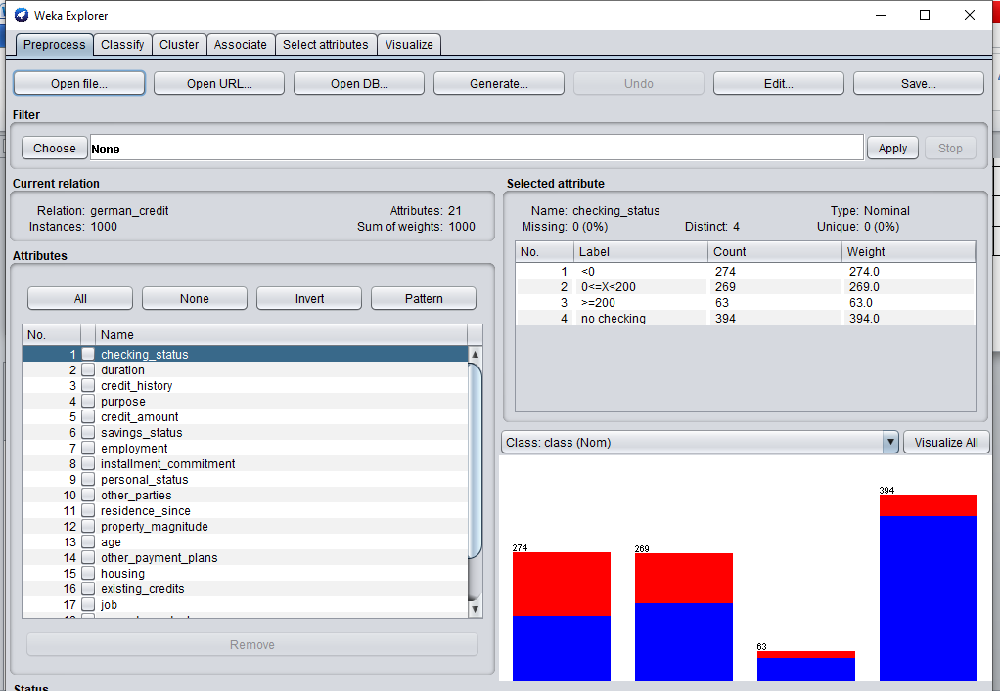 Weka Explorer
Preprocess Classify Cluster Associate Select attributes Visualize
Open file... Open URL... Open DB... Generate... Undo Edit... Save...
Filter
Choose None Apply Stop
Current relation
Relation: german_credit Attributes: 21
Instances: 1000 Sum of weights: 1000
Attributes
All None Invert Pattern
No. Name
1 checking_status
2 duration
3 credit_history
4 purpose
5 credit_amount
6 savings_status
7 employment
8 installment_commitment
9 personal_status
10 other_parties
11 residence_since
12 property_magnitude
13 age
14 other_payment_plans
15 housing
16 existing_credits
17 job
Remove
Status
Selected attribute
Name: checking_status Type: Nominal
Missing: 0 (0%) Distinct: 4 Unique: 0 (0%)
No. Label Count Weight
1 <0 274 274.0
2 0<=X<200 269 269.0
3 >=200 63 63.0
4 no checking 394 394.0
Class: class (Nom) Visualize All
274 269 63 394